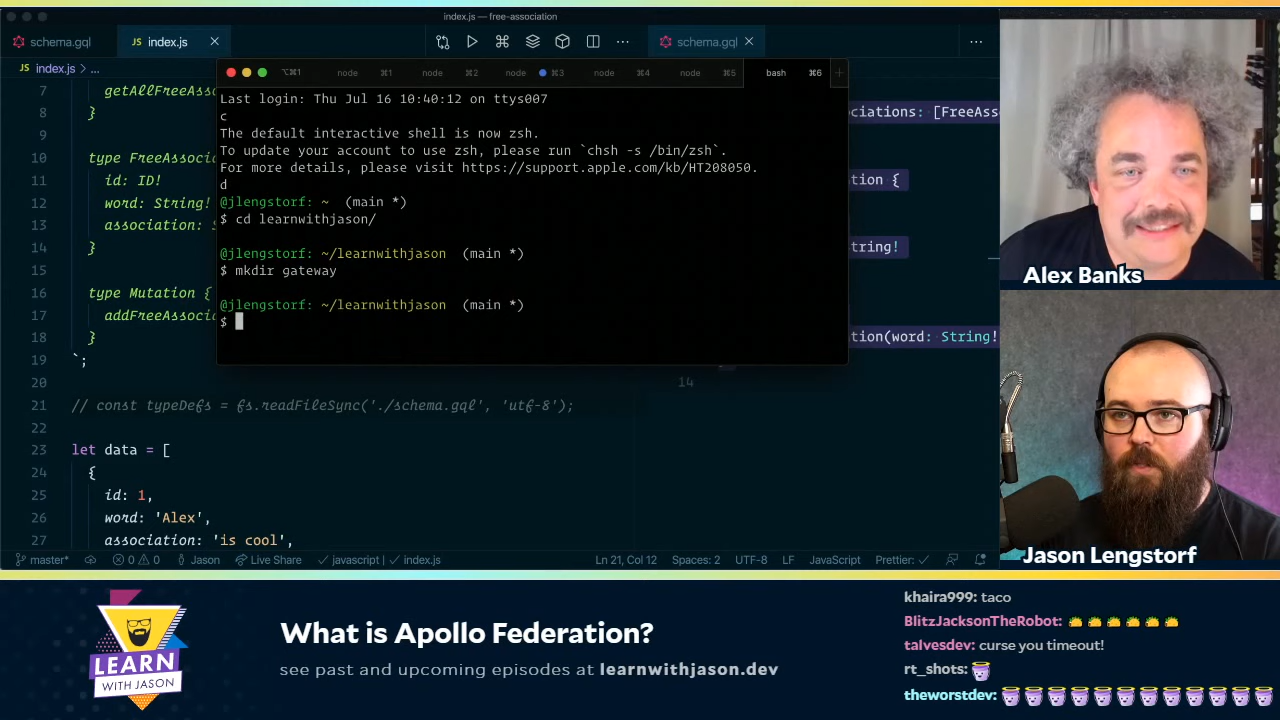 index.js — free-association
schema.gql
JS index.js
schema.gql
JS index.js > ...
7 getAllFreeAsso
8 }
9
10 type FreeAssocia
11 id: ID!
12 word: String!
13 association: S
14 }
15
16 type Mutation {
17 addFreeAssoci
18 }
19 `;
20
21 // const typeDefs = fs.readFileSync('./schema.gql', 'utf-8');
22
23 let data = [
24 {
25 id: 1,
26 word: 'Alex',
27 association: 'is cool',
⌥⌘1 node ⌘1 node ⌘2 node ⌘3 node ⌘4 node ⌘5 bash ⌘6
Last login: Thu Jul 16 10:40:12 on ttys007
c
The default interactive shell is now zsh.
To update your account to use zsh, please run `chsh -s /bin/zsh`.
For more details, please visit https://support.apple.com/kb/HT208050.
d
@jlengstorf: ~ (main *)
$ cd learnwithjason/
@jlengstorf: ~/learnwithjason (main *)
$ mkdir gateway
@jlengstorf: ~/learnwithjason (main *)
$
ciations: [FreeAss
tion {
tring!
tion(word: String!
14
master* 0 0 Jason Live Share javascript | index.js
Ln 21, Col 12 Spaces: 2 UTF-8 LF JavaScript Prettier:
Alex Banks
Jason Lengstorf
LEARN
WITH JASON
What is Apollo Federation?
see past and upcoming episodes at learnwithjason.dev
khaira999: taco
BlitzJacksonTheRobot:
talvesdev: curse you timeout!
rt_shots:
theworstdev: